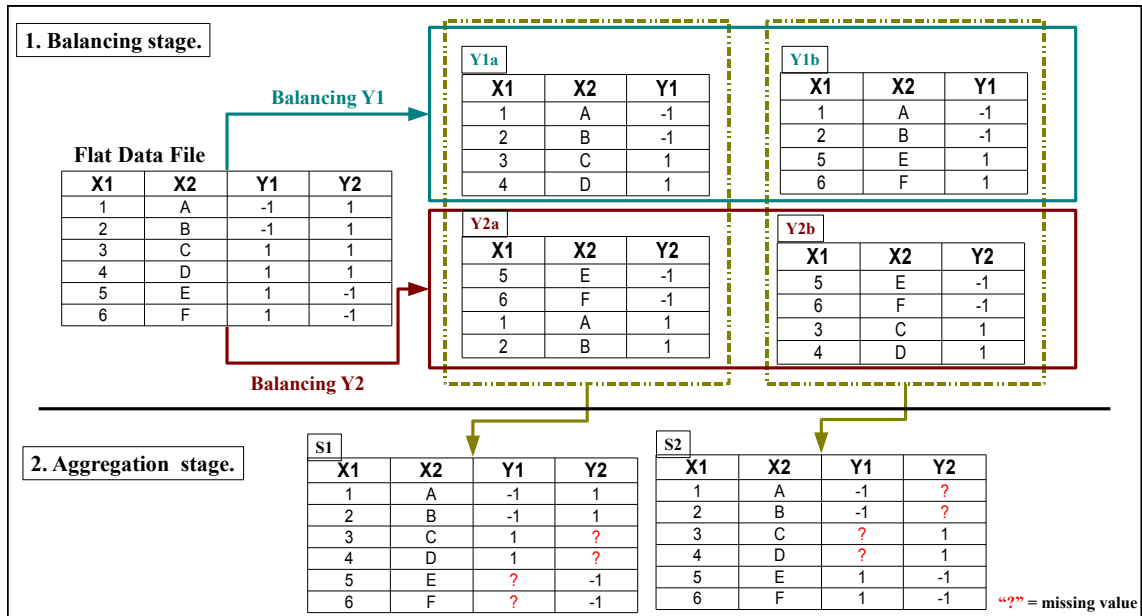 1. Balancing stage.
Balancing Y1
Y1a
X1 X2 Y1
1 A -1
2 B -1
3 C 1
4 D 1
Y1b
X1 X2 Y1
1 A -1
2 B -1
5 E 1
6 F 1
Flat Data File
X1 X2 Y1 Y2
1 A -1 1
2 B -1 1
3 C 1 1
4 D 1 1
5 E 1 -1
6 F 1 -1
Balancing Y2
Y2a
X1 X2 Y2
5 E -1
6 F -1
1 A 1
2 B 1
Y2b
X1 X2 Y2
5 E -1
6 F -1
3 C 1
4 D 1
2. Aggregation stage.
S1
X1 X2 Y1 Y2
1 A -1 1
2 B -1 1
3 C 1 ?
4 D 1 ?
5 E ? -1
6 F ? -1
S2
X1 X2 Y1 Y2
1 A -1 ?
2 B -1 ?
3 C ? 1
4 D ? 1
5 E 1 -1
6 F 1 -1
“?” = missing value